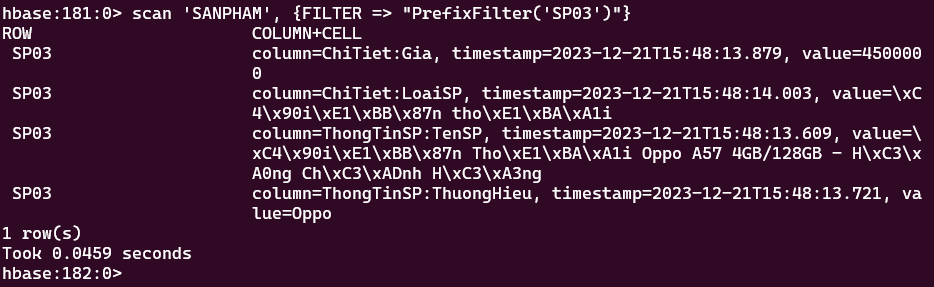 hbase:181:0> scan 'SANPHAM', {FILTER => "PrefixFilter('SP03')"}
ROW                          COLUMN+CELL
 SP03                        column=ChiTiet:Gia, timestamp=2023-12-21T15:48:13.879, value=450000
                             0
 SP03                        column=ChiTiet:LoaiSP, timestamp=2023-12-21T15:48:14.003, value=\xC
                             4\x90i\xE1\xBB\x87n tho\xE1\xBA\xA1i
 SP03                        column=ThongTinSP:TenSP, timestamp=2023-12-21T15:48:13.609, value=\
                             xC4\x90i\xE1\xBB\x87n Tho\xE1\xBA\xA1i Oppo A57 4GB/128GB - H\xC3\x
                             A0ng Ch\xC3\xADnh H\xC3\xA3ng
 SP03                        column=ThongTinSP:ThuongHieu, timestamp=2023-12-21T15:48:13.721, va
                             lue=Oppo
1 row(s)
Took 0.0459 seconds
hbase:182:0>